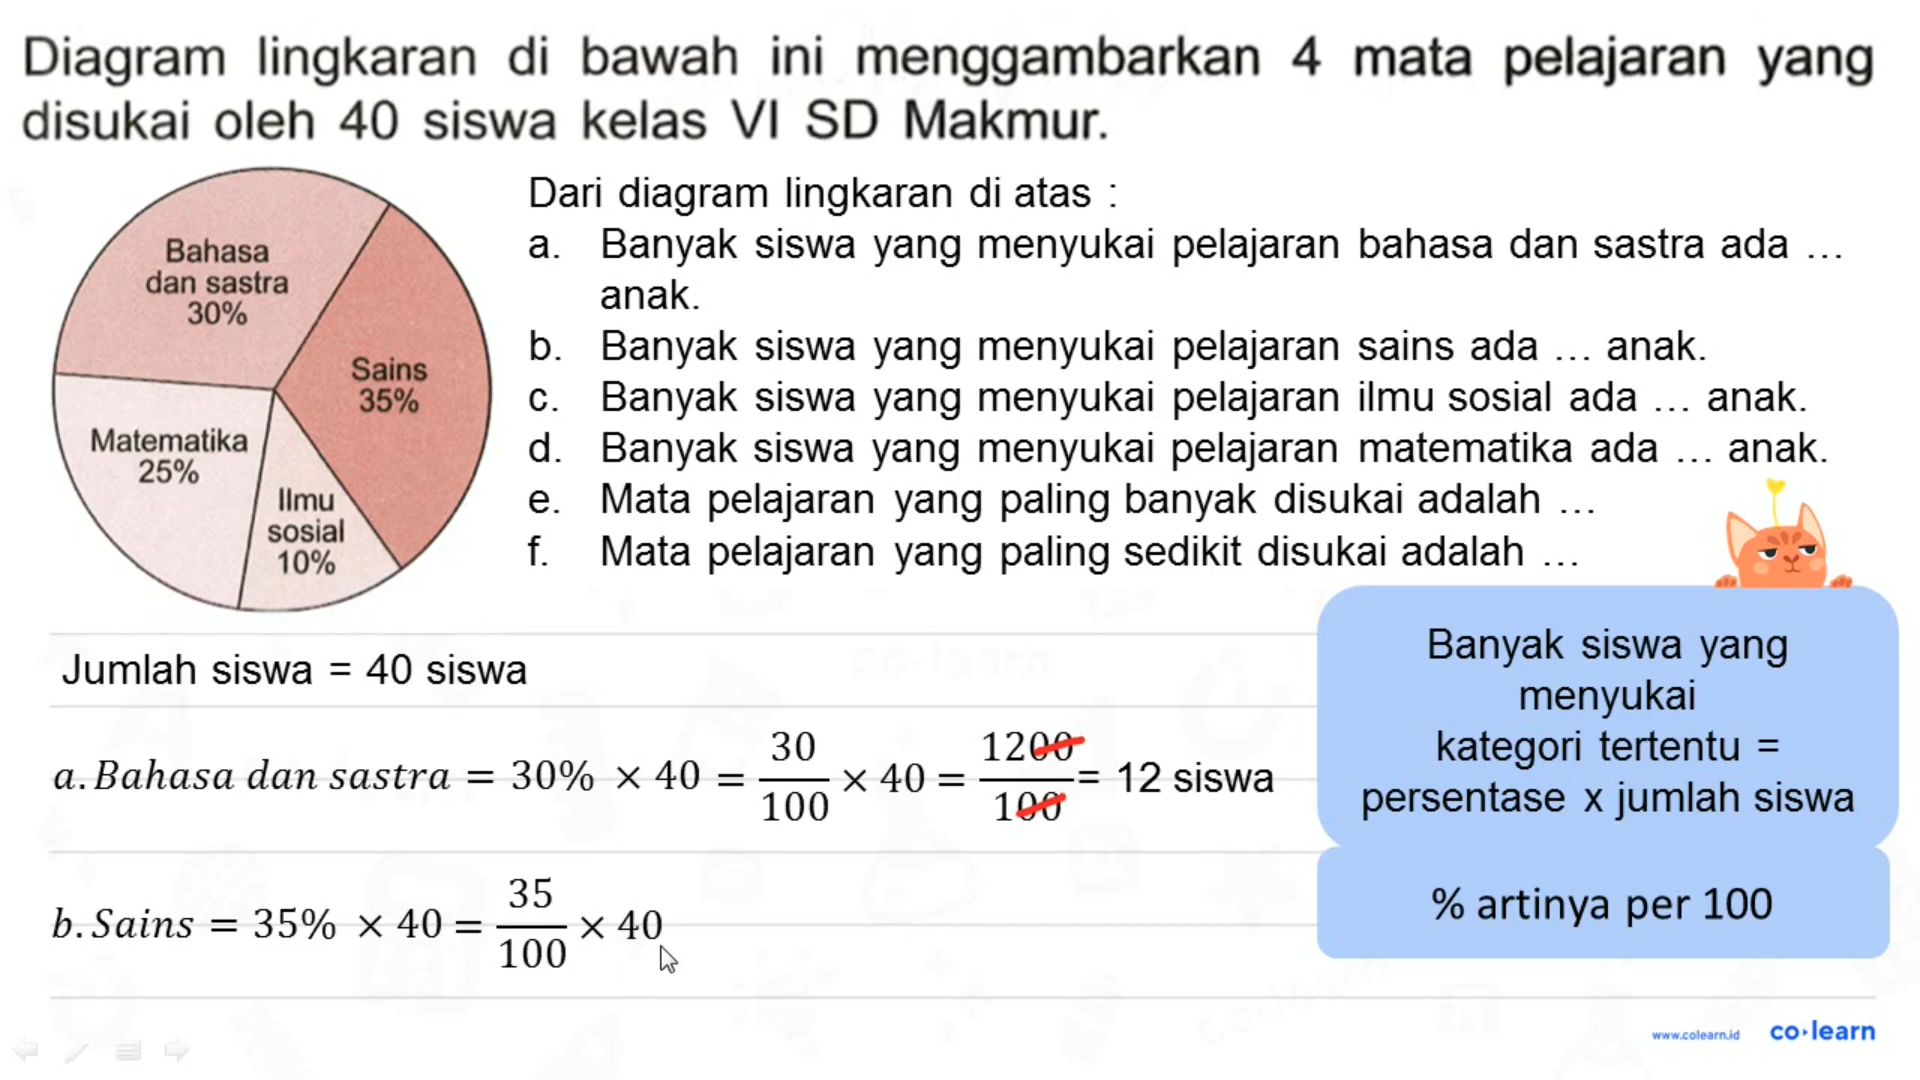 Diagram lingkaran di bawah ini menggambarkan 4 mata pelajaran yang
disukai oleh 40 siswa kelas VI SD Makmur.
Bahasa
dan sastra
30%
Sains
35%
Matematika
25%
Ilmu
sosial
10%
Dari diagram lingkaran di atas :
a. Banyak siswa yang menyukai pelajaran bahasa dan sastra ada ...
anak.
b. Banyak siswa yang menyukai pelajaran sains ada ... anak.
c. Banyak siswa yang menyukai pelajaran ilmu sosial ada ... anak.
d. Banyak siswa yang menyukai pelajaran matematika ada ... anak.
e. Mata pelajaran yang paling banyak disukai adalah ...
f. Mata pelajaran yang paling sedikit disukai adalah ...
Jumlah siswa = 40 siswa
a. Bahasa dan sastra = 30% × 40 = 30/100 × 40 = 1200/100 = 12 siswa
b. Sains = 35% × 40 = 35/100 × 40
Banyak siswa yang
menyukai
kategori tertentu =
persentase x jumlah siswa
% artinya per 100
www.colearn.id
co learn